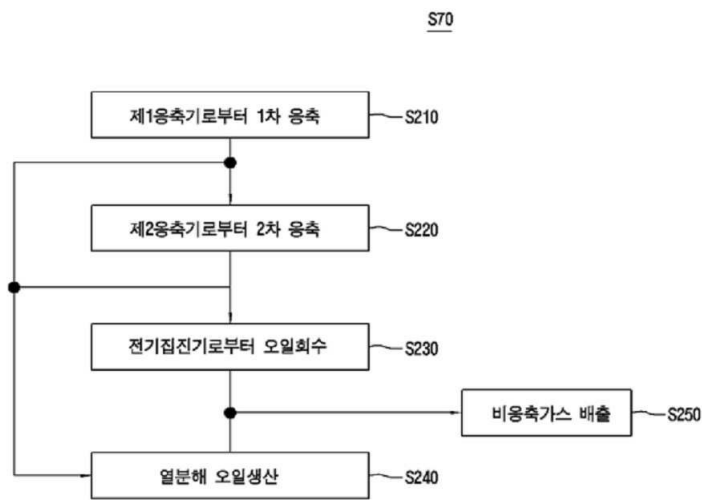 S70
제1응축기로부터 1차 응축
S210
제2응축기로부터 2차 응축
S220
전기집진기로부터 오일회수
S230
비응축가스 배출
S250
열분해 오일생산
S240